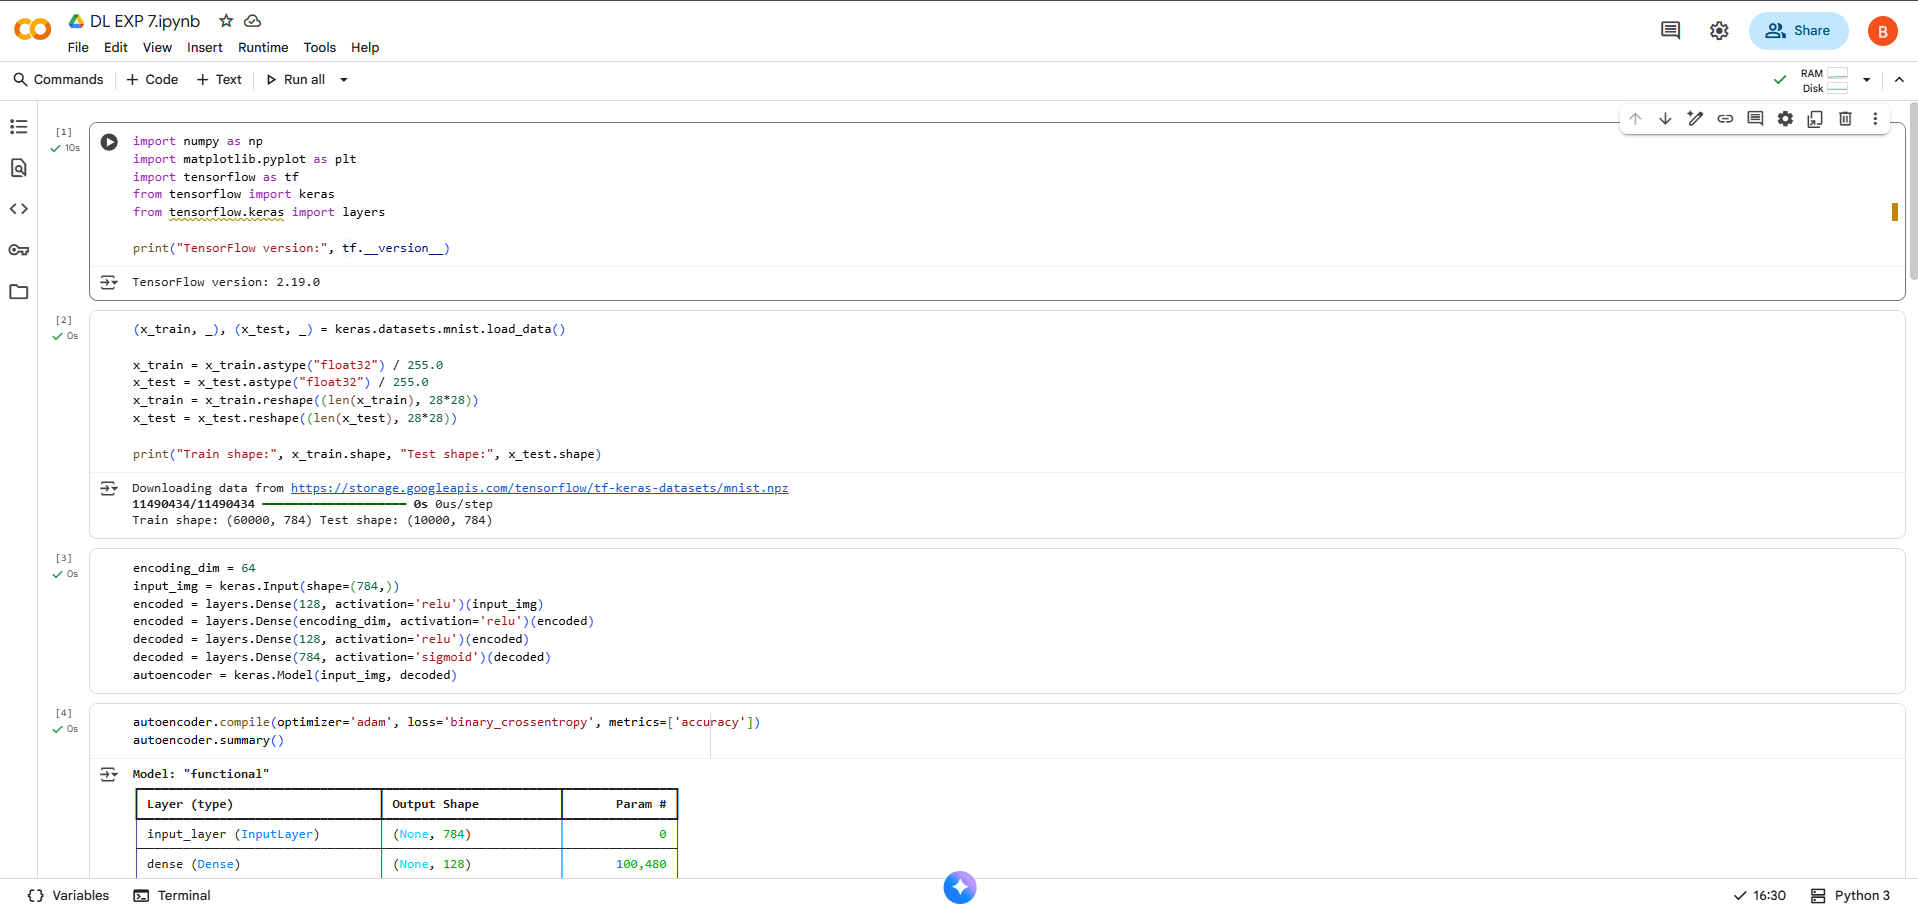 DL EXP 7.ipynb
File Edit View Insert Runtime Tools Help
Share
B
Commands + Code + Text Run all
RAM
Disk
[1]
10s
import numpy as np
import matplotlib.pyplot as plt
import tensorflow as tf
from tensorflow import keras
from tensorflow.keras import layers
print("TensorFlow version:", tf.__version__)
TensorFlow version: 2.19.0
[2]
0s
(x_train, _), (x_test, _) = keras.datasets.mnist.load_data()
x_train = x_train.astype("float32") / 255.0
x_test = x_test.astype("float32") / 255.0
x_train = x_train.reshape((len(x_train), 28*28))
x_test = x_test.reshape((len(x_test), 28*28))
print("Train shape:", x_train.shape, "Test shape:", x_test.shape)
Downloading data from https://storage.googleapis.com/tensorflow/tf-keras-datasets/mnist.npz
11490434/11490434 ━━━━━━━━━━━━━━━━━━━━ 0s 0us/step
Train shape: (60000, 784) Test shape: (10000, 784)
[3]
0s
encoding_dim = 64
input_img = keras.Input(shape=(784,))
encoded = layers.Dense(128, activation='relu')(input_img)
encoded = layers.Dense(encoding_dim, activation='relu')(encoded)
decoded = layers.Dense(128, activation='relu')(encoded)
decoded = layers.Dense(784, activation='sigmoid')(decoded)
autoencoder = keras.Model(input_img, decoded)
[4]
0s
autoencoder.compile(optimizer='adam', loss='binary_crossentropy', metrics=['accuracy'])
autoencoder.summary()
Model: "functional"
Layer (type) Output Shape Param #
input_layer (InputLayer) (None, 784) 0
dense (Dense) (None, 128) 100,480
{} Variables Terminal
16:30 Python 3